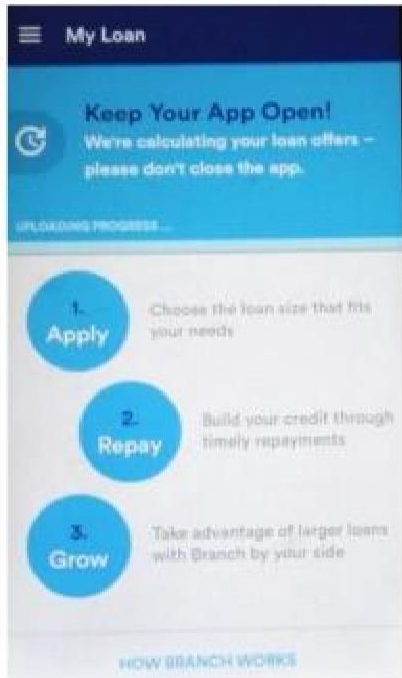 My Loan
Keep Your App Open!
We're calculating your loan offers –
please don't close the app.
UPLOADING PROGRESS...
1.
Apply
Choose the loan size that fits
your needs
2.
Repay
Build your credit through
timely repayments
3.
Grow
Take advantage of larger loans
with Branch by your side
HOW BRANCH WORKS